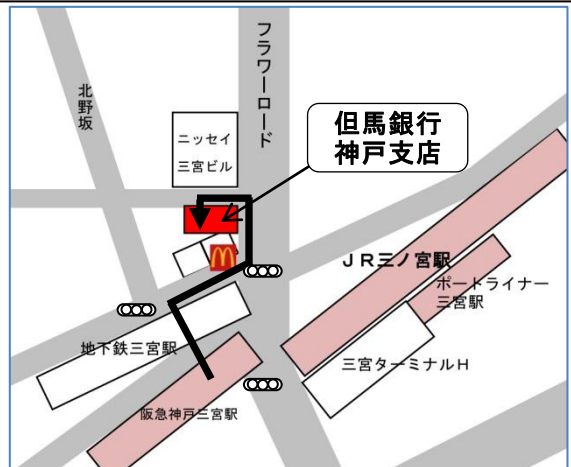 フラワーロード
北野坂
ニッセイ
三宮ビル
但馬銀行
神戸支店
JR三ノ宮駅
ポートライナー
三宮駅
地下鉄三宮駅
三宮ターミナルH
阪急神戸三宮駅